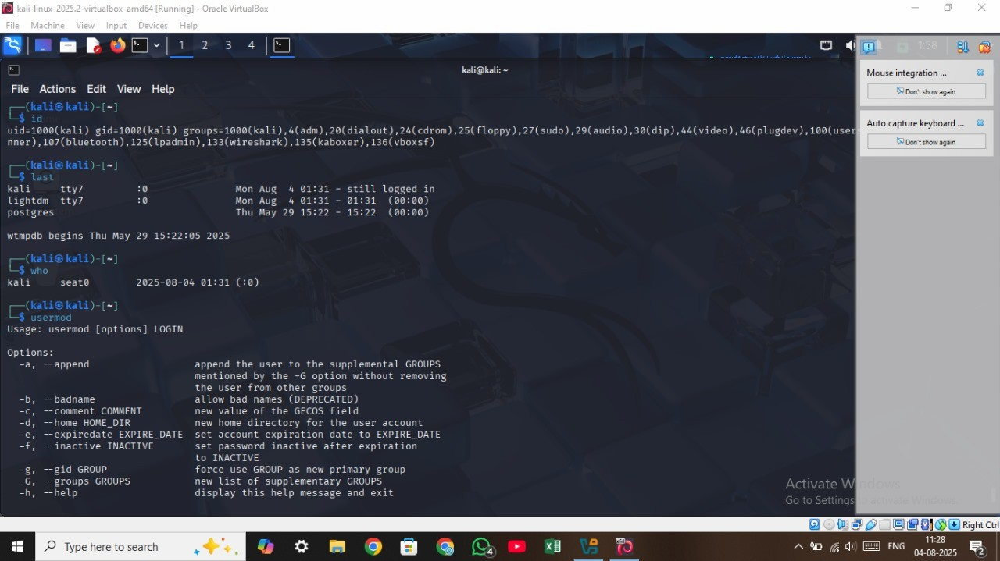 kali-linux-2025.2-virtualbox-amd64 [Running] - Oracle VirtualBox
File Machine View Input Devices Help
1 2 3 4
1:58
kali@kali: ~
File Actions Edit View Help
Mouse integration ...
Don't show again
Auto capture keyboard ...
Don't show again
┌──(kali㉿kali)-[~]
└─$ id
uid=1000(kali) gid=1000(kali) groups=1000(kali),4(adm),20(dialout),24(cdrom),25(floppy),27(sudo),29(audio),30(dip),44(video),46(plugdev),100(user
nner),107(bluetooth),125(lpadmin),133(wireshark),135(kaboxer),136(vboxsf)
┌──(kali㉿kali)-[~]
└─$ last
kali tty7 :0 Mon Aug 4 01:31 - still logged in
lightdm tty7 :0 Mon Aug 4 01:31 - 01:31 (00:00)
postgres Thu May 29 15:22 - 15:22 (00:00)
wtmpdb begins Thu May 29 15:22:05 2025
┌──(kali㉿kali)-[~]
└─$ who
kali seat0 2025-08-04 01:31 (:0)
┌──(kali㉿kali)-[~]
└─$ usermod
Usage: usermod [options] LOGIN
Options:
-a, --append append the user to the supplemental GROUPS
mentioned by the -G option without removing
the user from other groups
-b, --badname allow bad names (DEPRECATED)
-c, --comment COMMENT new value of the GECOS field
-d, --home HOME_DIR new home directory for the user account
-e, --expiredate EXPIRE_DATE set account expiration date to EXPIRE_DATE
-f, --inactive INACTIVE set password inactive after expiration
to INACTIVE
-g, --gid GROUP force use GROUP as new primary group
-G, --groups GROUPS new list of supplementary GROUPS
-h, --help display this help message and exit
Activate Windows
Go to Settings to activate Windows.
Right Ctrl
Type here to search
4
ENG
11:28
04-08-2025
2